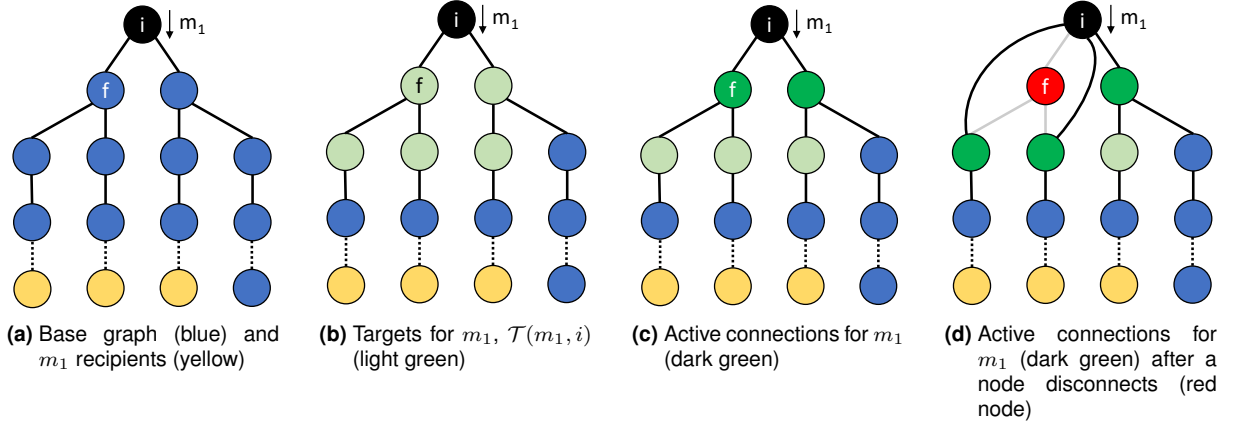 i
m₁
f
i
m₁
f
i
m₁
f
i
m₁
f
(a) Base graph (blue) and
m₁ recipients (yellow)
(b) Targets for m₁, 𝒯(m₁, i)
(light green)
(c) Active connections for m₁
(dark green)
(d) Active connections for
m₁ (dark green) after a
node disconnects (red
node)